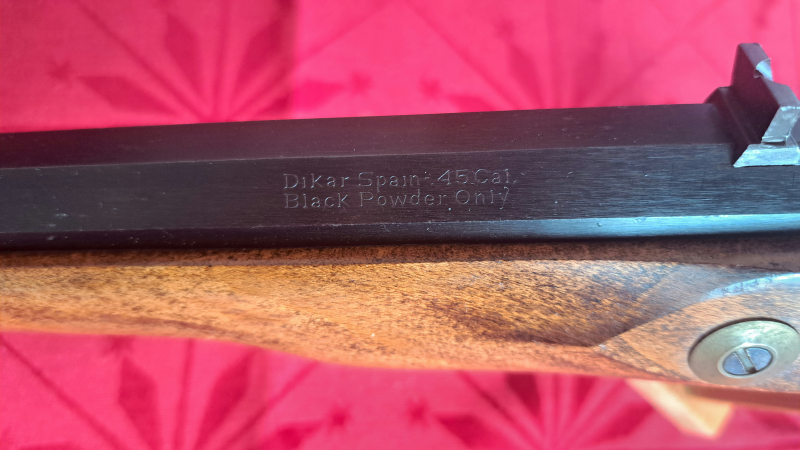 DiKar Spain-.45 Cal.
Black Powder Only